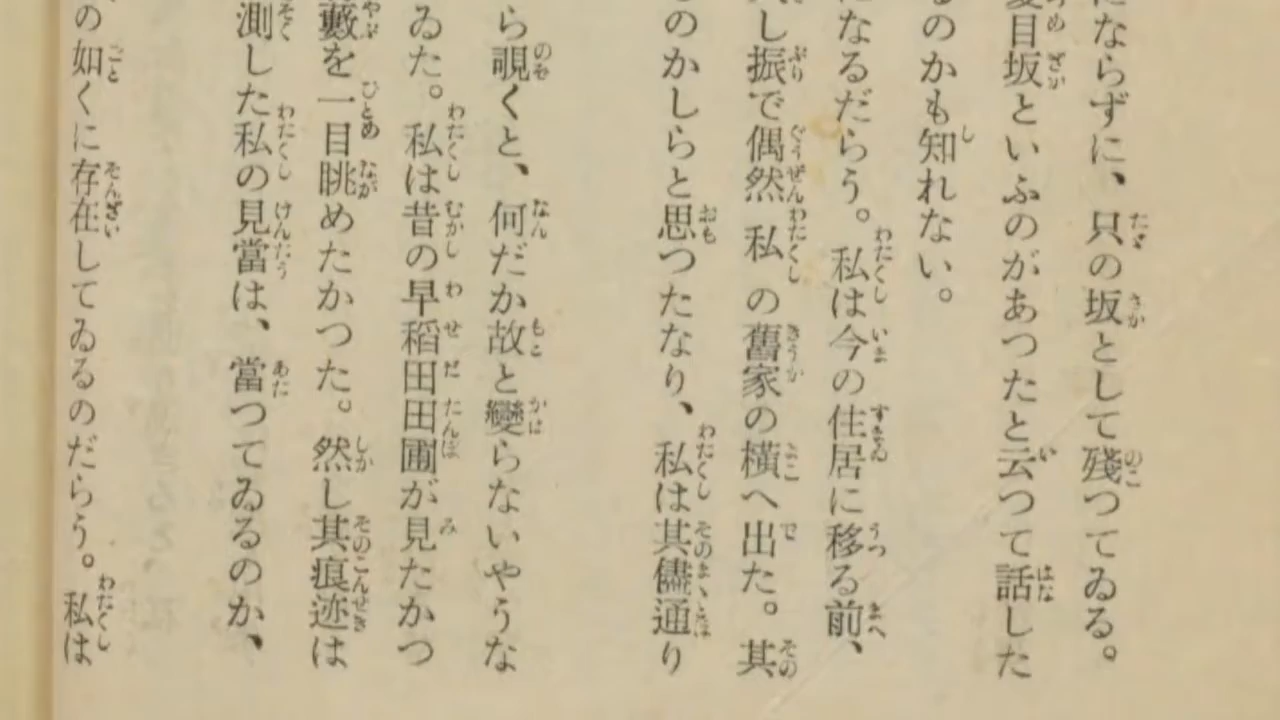 にならずに、只の坂として殘つてゐる。
夏目坂といふのがあつたと云つて話した
るのかも知れない。
になるだらう。私は今の住居に移る前、
し振で偶然私の舊家の橫へ出た。其
ものかしらと思つたなり、私は其儘通り
ら覗くと、何だか故と變らないやうな
ゐた。私は昔の早稻田田圃が見たかつ
藪を一目眺めたかつた。然し其痕迹は
測した私の見當は、當つてゐるのか、
の如くに存在してゐるのだらう。私は